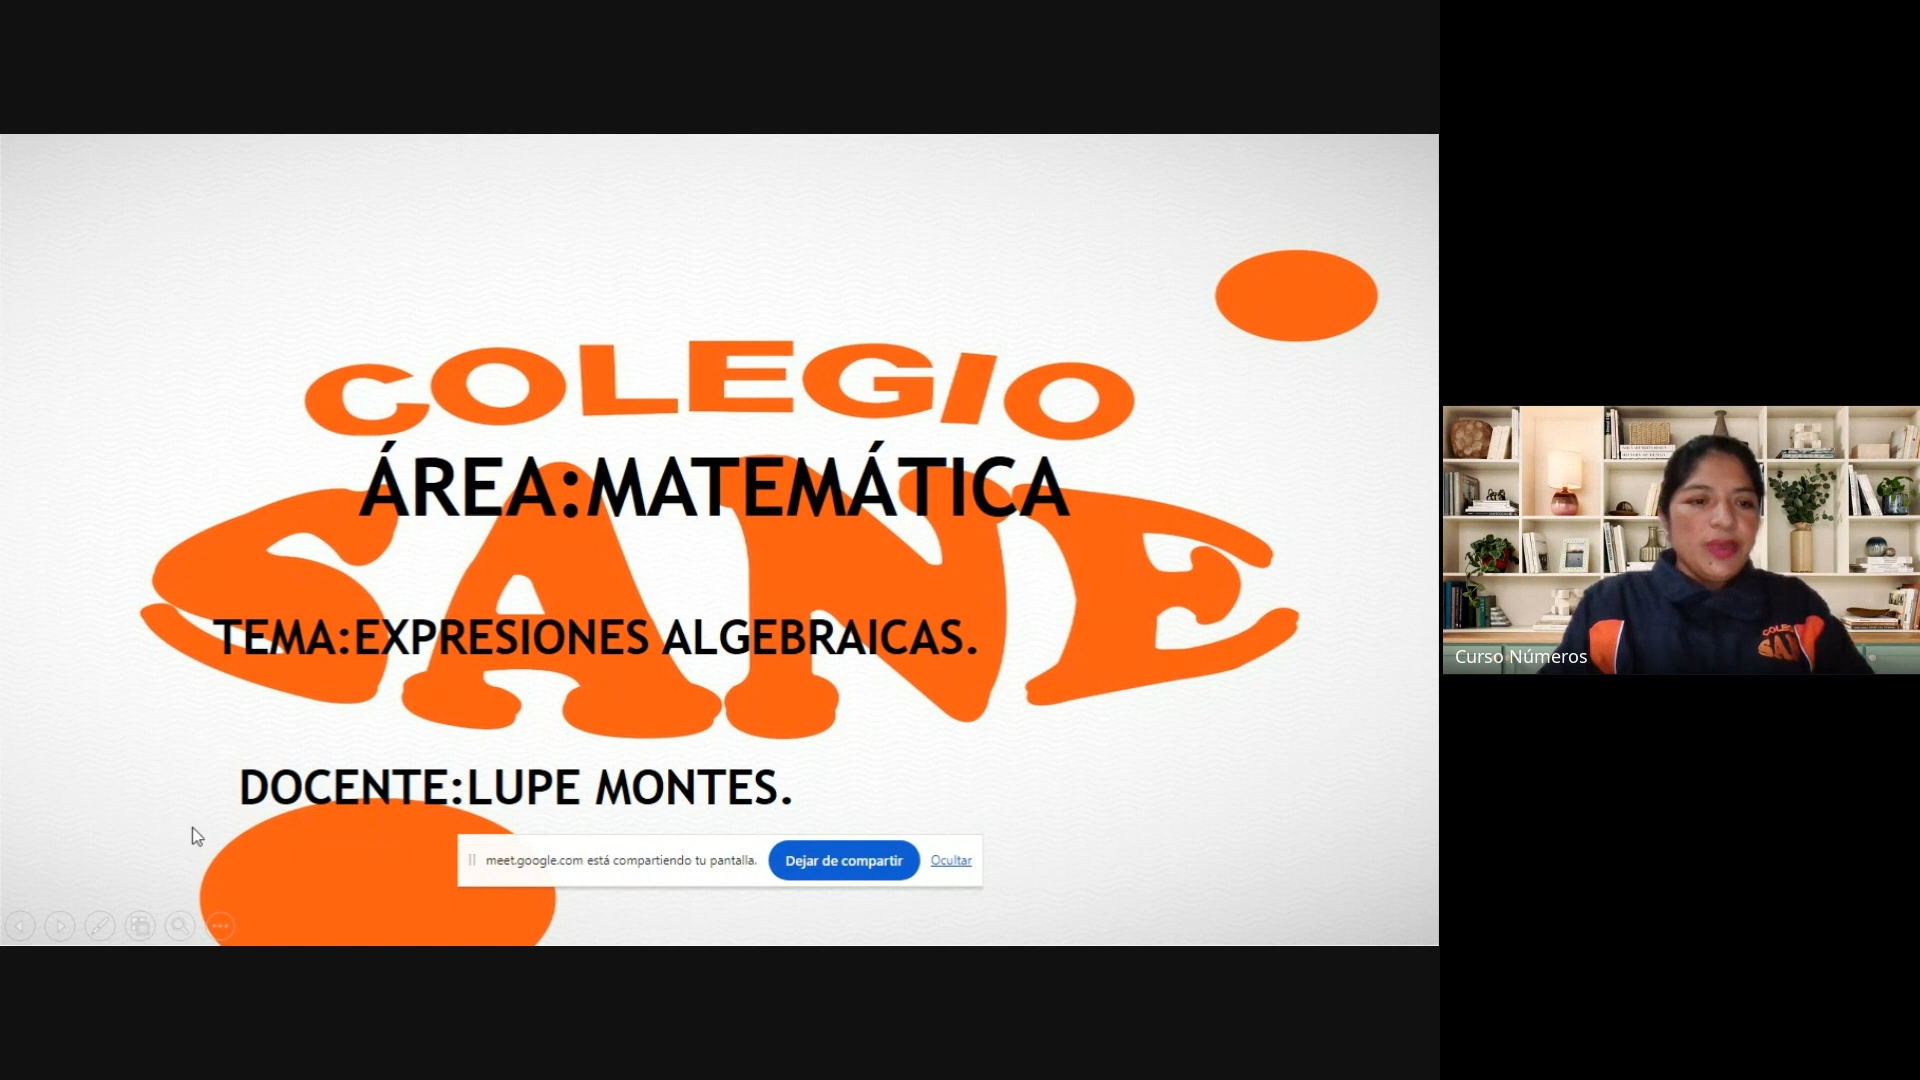 COLEGIO
SANE
ÁREA:MATEMÁTICA
TEMA:EXPRESIONES ALGEBRAICAS.
DOCENTE:LUPE MONTES.
meet.google.com está compartiendo tu pantalla.
Dejar de compartir
Ocultar
Curso Números